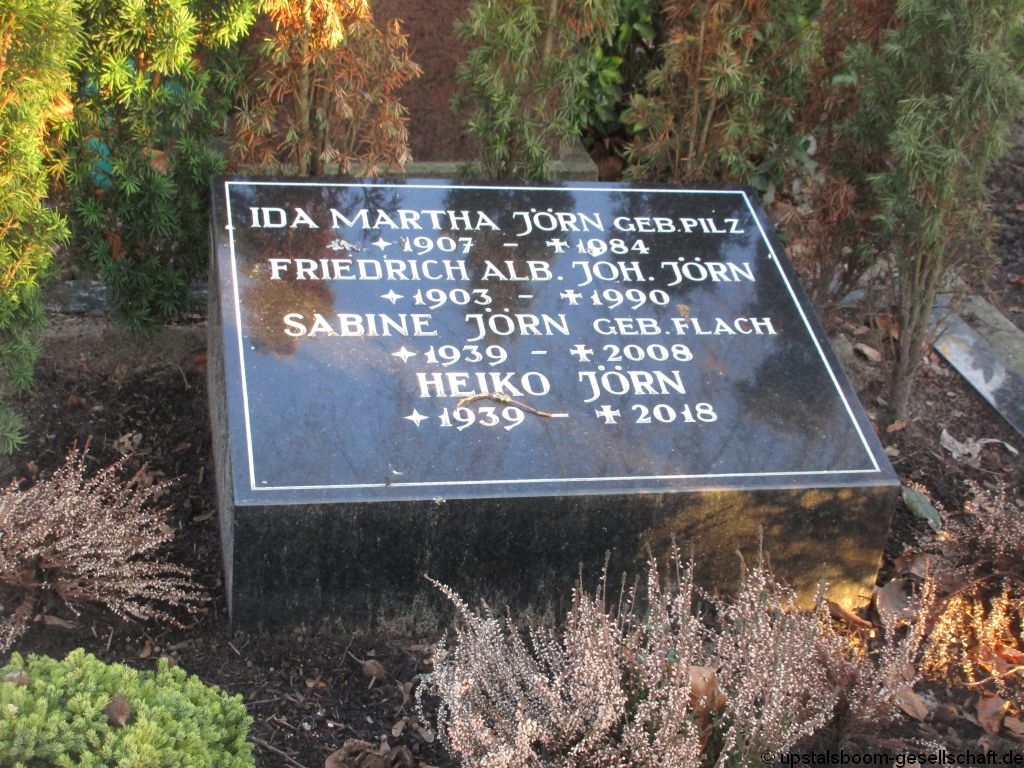 IDA MARTHA JÖRN GEB. PILZ
✦ 1907 – ✝ 1984
FRIEDRICH ALB. JOH. JÖRN
✦ 1903 – ✝ 1990
SABINE JÖRN GEB. FLACH
✦ 1939 – ✝ 2008
HEIKO JÖRN
✦ 1939 – ✝ 2018
© upstalsboom-gesellschaft.de